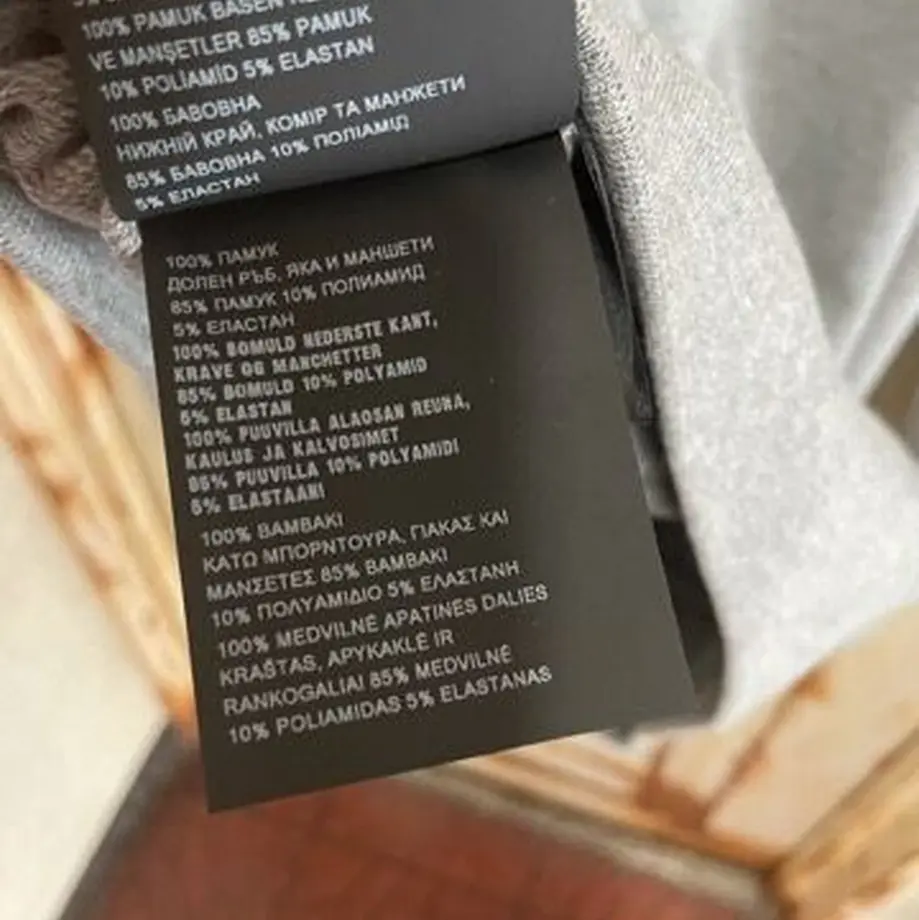 100% PAMUK BASEN
VE MANŞETLER 85% PAMUK
10% POLIAMID 5% ELASTAN
100% БАВОВНА
НИЖНІЙ КРАЙ, КОМІР ТА МАНЖЕТИ
85% БАВОВНА 10% ПОЛІАМІД
5% ЕЛАСТАН
100% ПАМУК
ДОЛЕН РЪБ, ЯКА И МАНШЕТИ
85% ПАМУК 10% ПОЛИАМИД
5% ЕЛАСТАН
100% BOMULD NEDERSTE KANT,
KRAVE OG MANCHETTER
85% BOMULD 10% POLYAMID
5% ELASTAN
100% PUUVILLA ALAOSAN REUNA,
KAULUS JA KALVOSIMET
85% PUUVILLA 10% POLYAMIDI
5% ELASTAANI
100% ΒΑΜΒΑΚΙ
ΚΑΤΩ ΜΠΟΡΝΤΟΥΡΑ, ΓΙΑΚΑΣ ΚΑΙ
ΜΑΝΣΕΤΕΣ 85% ΒΑΜΒΑΚΙ
10% ΠΟΛΥΑΜΙΔΙΟ 5% ΕΛΑΣΤΑΝΗ
100% MEDVILNĖ APATINĖS DALIES
KRAŠTAS, APYKAKLĖ IR
RANKOGALIAI 85% MEDVILNĖ
10% POLIAMIDAS 5% ELASTANAS